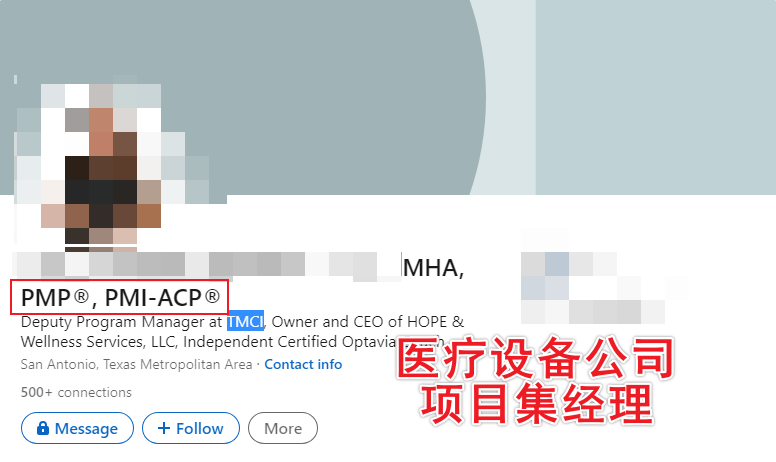 MHA,
PMP®, PMI-ACP®
Deputy Program Manager at TMCI, Owner and CEO of HOPE &
Wellness Services, LLC, Independent Certified Optavia
San Antonio, Texas Metropolitan Area · Contact info
500+ connections
Message
Follow
More
医疗设备公司
项目集经理